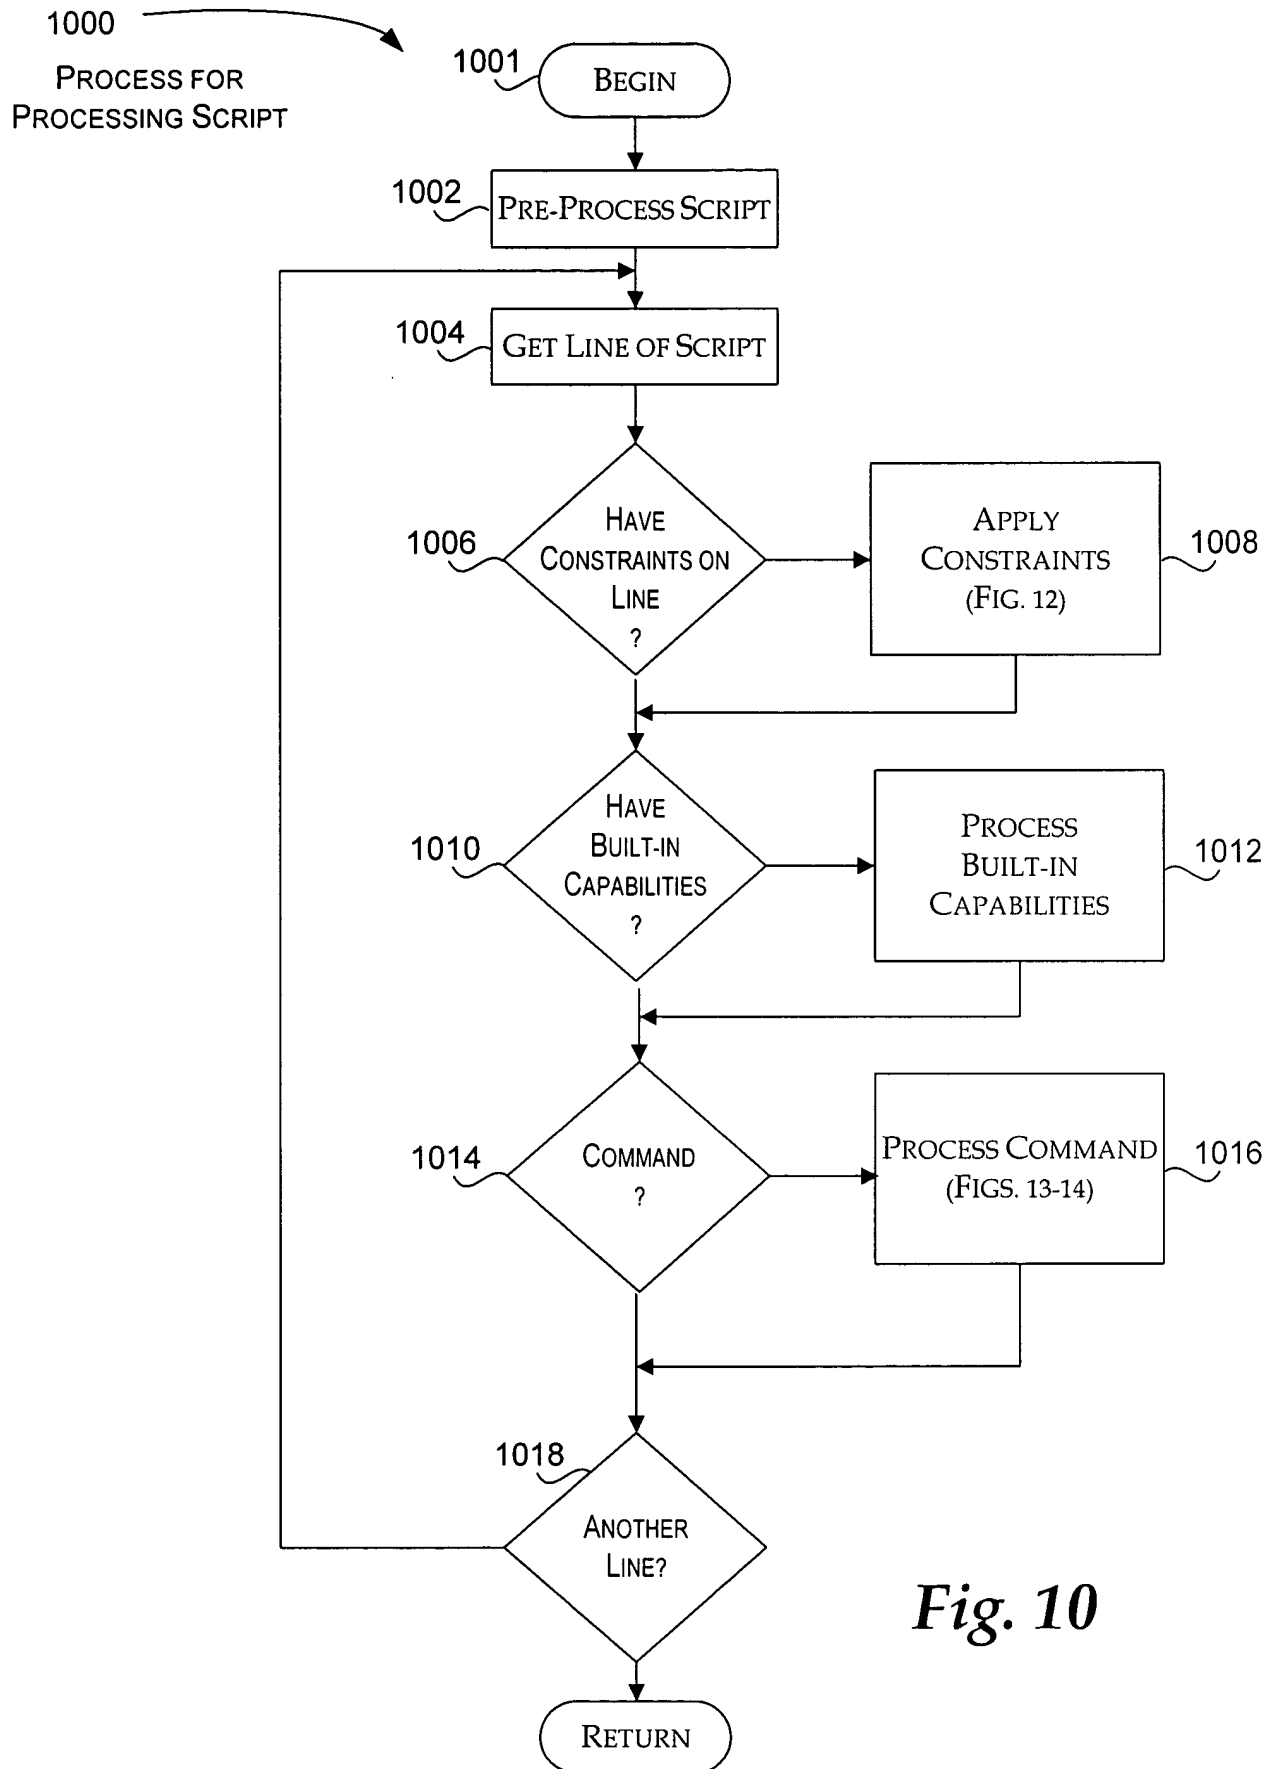 1000
PROCESS FOR
PROCESSING SCRIPT
1001
BEGIN
1002
PRE-PROCESS SCRIPT
1004
GET LINE OF SCRIPT
1006
HAVE
CONSTRAINTS ON
LINE
?
APPLY
CONSTRAINTS
(FIG. 12)
1008
1010
HAVE
BUILT-IN
CAPABILITIES
?
PROCESS
BUILT-IN
CAPABILITIES
1012
1014
COMMAND
?
PROCESS COMMAND
(FIGS. 13-14)
1016
1018
ANOTHER
LINE?
Fig. 10
RETURN